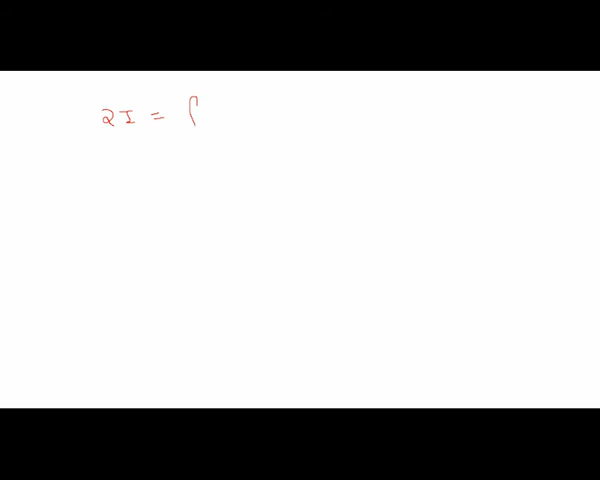 2I = ∫